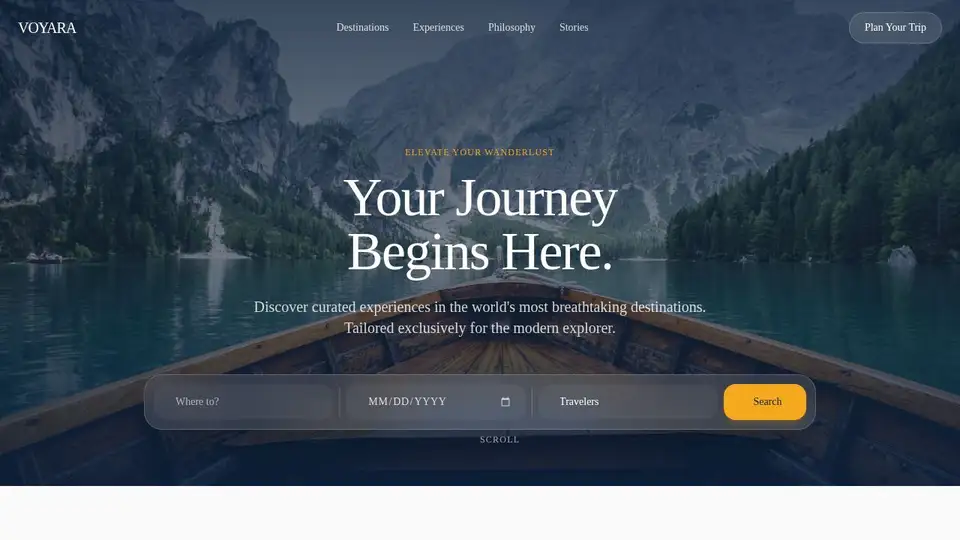 VOYARA
Destinations
Experiences
Philosophy
Stories
Plan Your Trip
ELEVATE YOUR WANDERLUST
Your Journey
Begins Here.
Discover curated experiences in the world's most breathtaking destinations.
Tailored exclusively for the modern explorer.
Where to?
MM/DD/YYYY
Travelers
Search
SCROLL